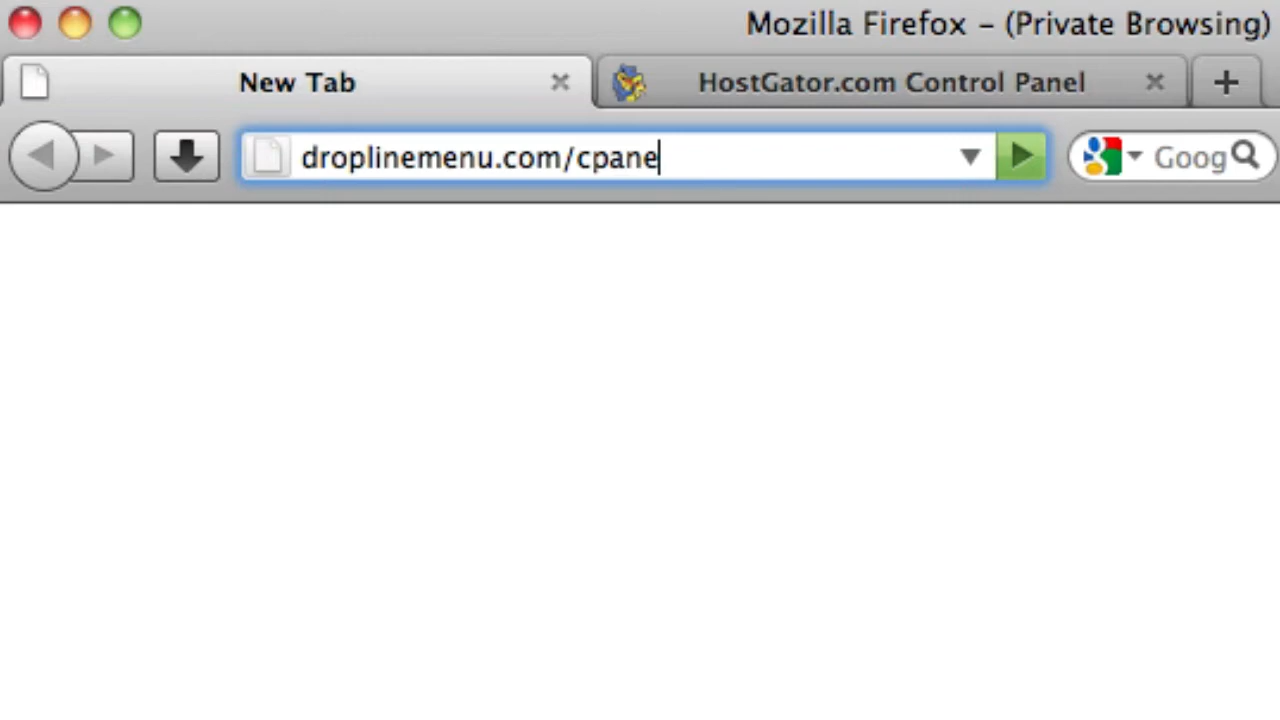 Mozilla Firefox – (Private Browsing)
New Tab
HostGator.com Control Panel
droplinemenu.com/cpane
Goog